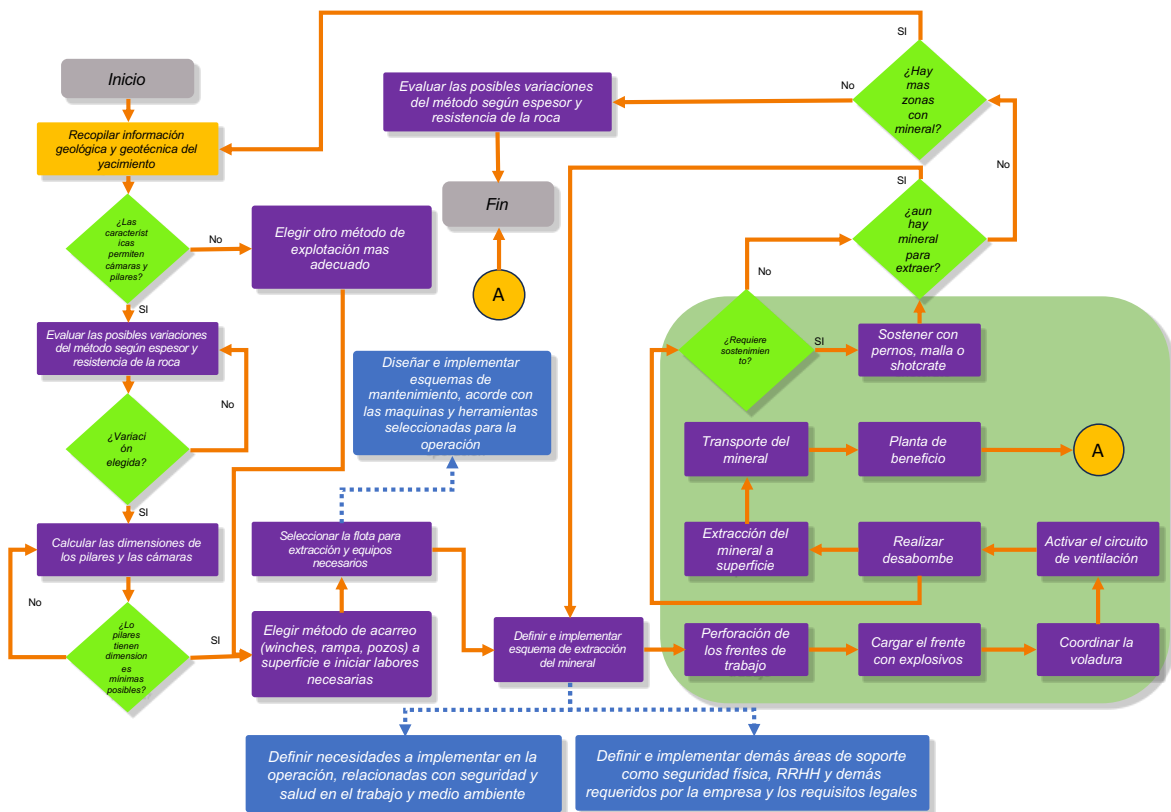 SI
Inicio
¿Hay
mas
zonas
con
mineral?
Evaluar las posibles variaciones
del método según espesor y
resistencia de la roca
No
Recopilar información
geológica y geotécnica del
yacimiento
No
SI
Fin
¿Las
característ
icas
permiten
cámaras y
pilares?
No
Elegir otro método de
explotación mas
adecuado
¿aun
hay
mineral
para
extraer?
No
A
SI
Evaluar las posibles variaciones
del método según espesor y
resistencia de la roca
¿Requiere
sostenimien
to?
SI
Sostener con
pernos, malla o
shotcrate
Diseñar e implementar
esquemas de
mantenimiento, acorde con
las maquinas y herramientas
seleccionadas para la
operación
No
¿Variaci
ón
elegida?
Transporte del
mineral
Planta de
beneficio
A
SI
Calcular las dimensiones de
los pilares y las cámaras
Seleccionar la flota para
extracción y equipos
necesarios
Extracción del
mineral a
superficie
Realizar
desabombe
Activar el circuito
de ventilación
No
¿Lo
pilares
tienen
dimension
es
mínimas
posibles?
SI
Elegir método de acarreo
(winches, rampa, pozos) a
superficie e iniciar labores
necesarias
Definir e implementar
esquema de extracción
del mineral
Perforación de
los frentes de
trabajo
Cargar el frente
con explosivos
Coordinar la
voladura
Definir necesidades a implementar en la
operación, relacionadas con seguridad y
salud en el trabajo y medio ambiente
Definir e implementar demás áreas de soporte
como seguridad física, RRHH y demás
requeridos por la empresa y los requisitos legales